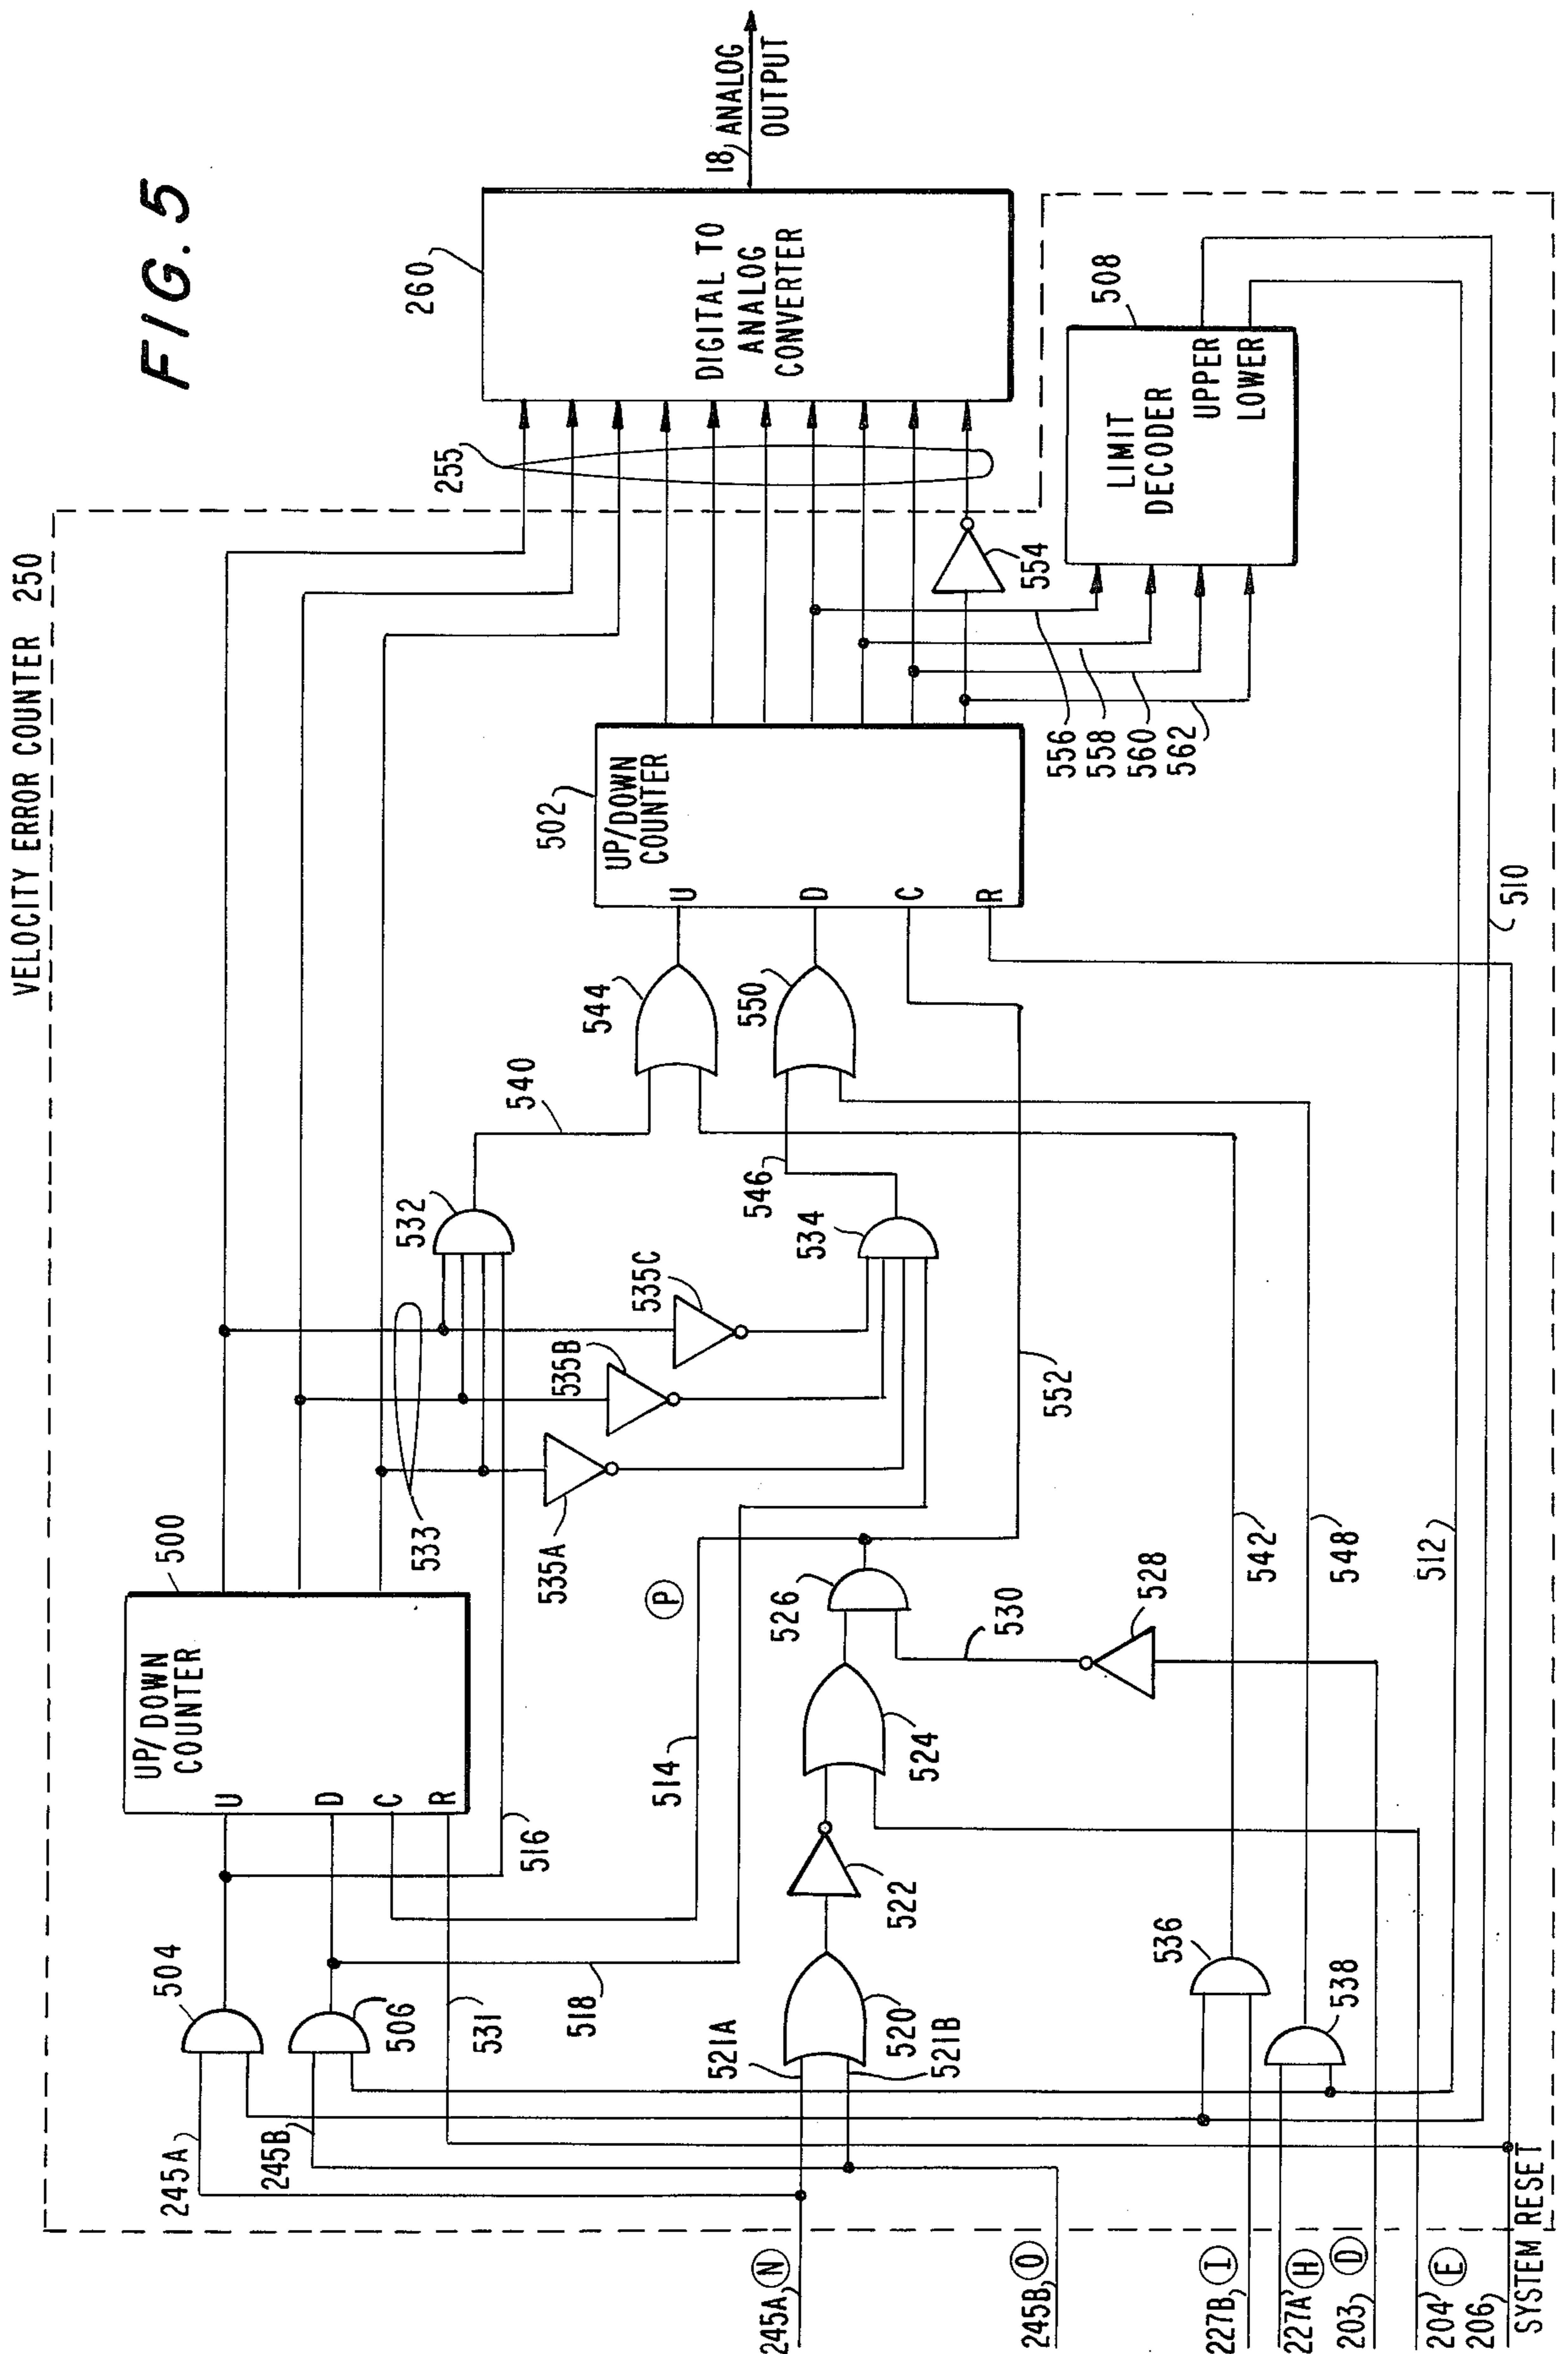 FIG. 5
VELOCITY ERROR COUNTER 250
260
DIGITAL TO
ANALOG
CONVERTER
18
ANALOG
OUTPUT
255
508
LIMIT
DECODER
UPPER
LOWER
554
556
558
560
562
510
502
UP/DOWN
COUNTER
U
D
C
R
544
550
540
546
532
534
535C
535B
535A
533
552
500
UP/DOWN
COUNTER
U
D
C
R
P
514
516
526
530
528
524
522
542
548
512
504
506
531
518
521A
520
521B
536
538
245A
245B
245A, N
245B, O
227B, I
227A, H
203, D
204, E
206
SYSTEM RESET